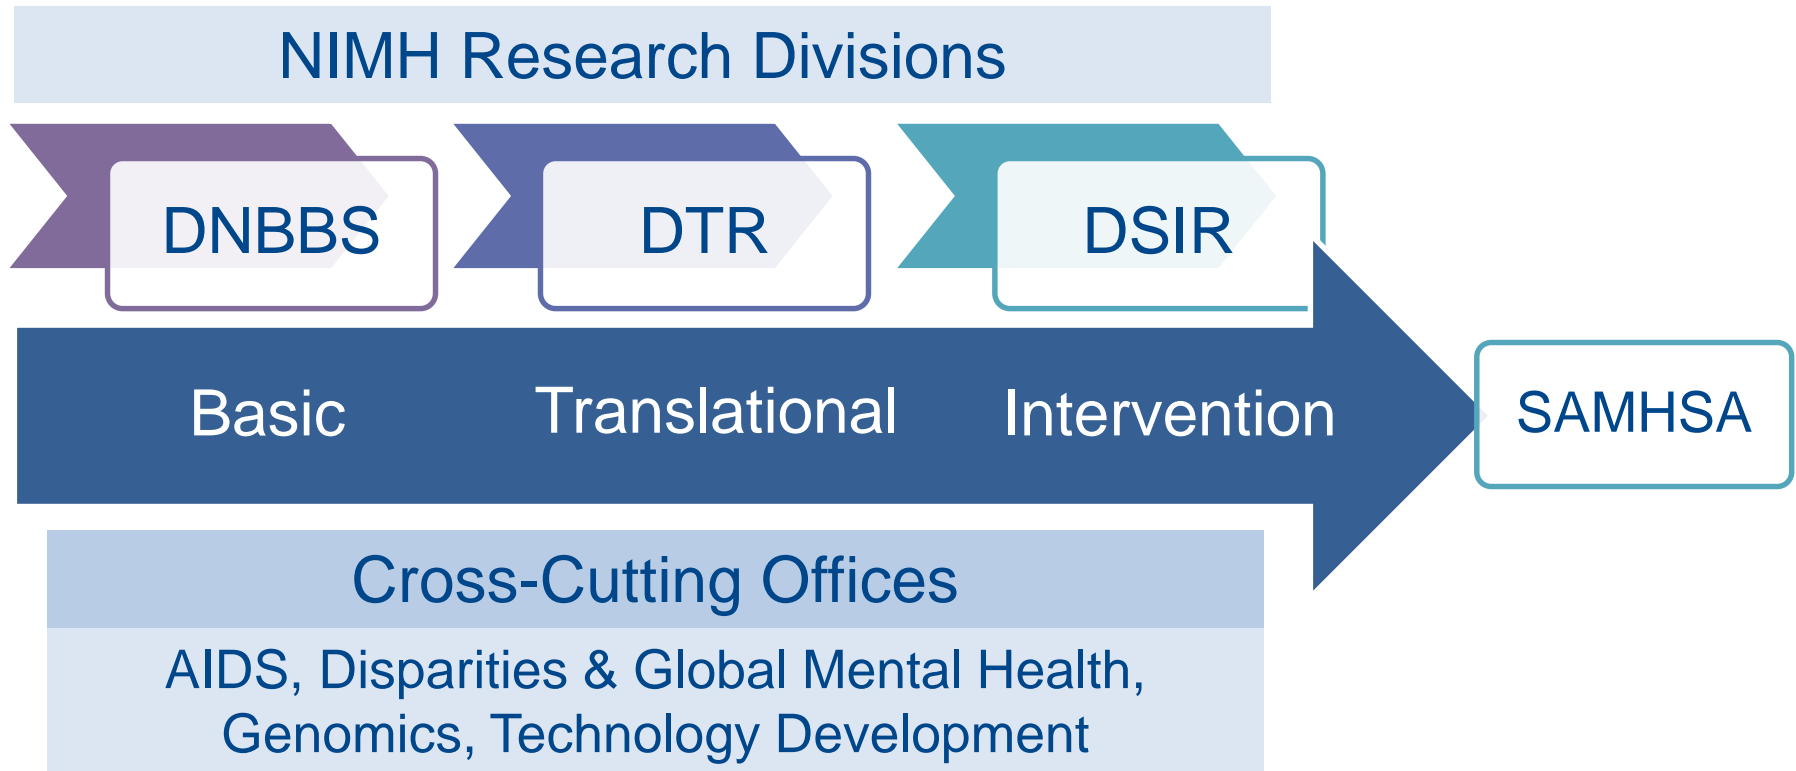 NIMH Research Divisions
DNBBS
DTR
DSIR
Basic
Translational
Intervention
SAMHSA
Cross-Cutting Offices
AIDS, Disparities & Global Mental Health,
Genomics, Technology Development